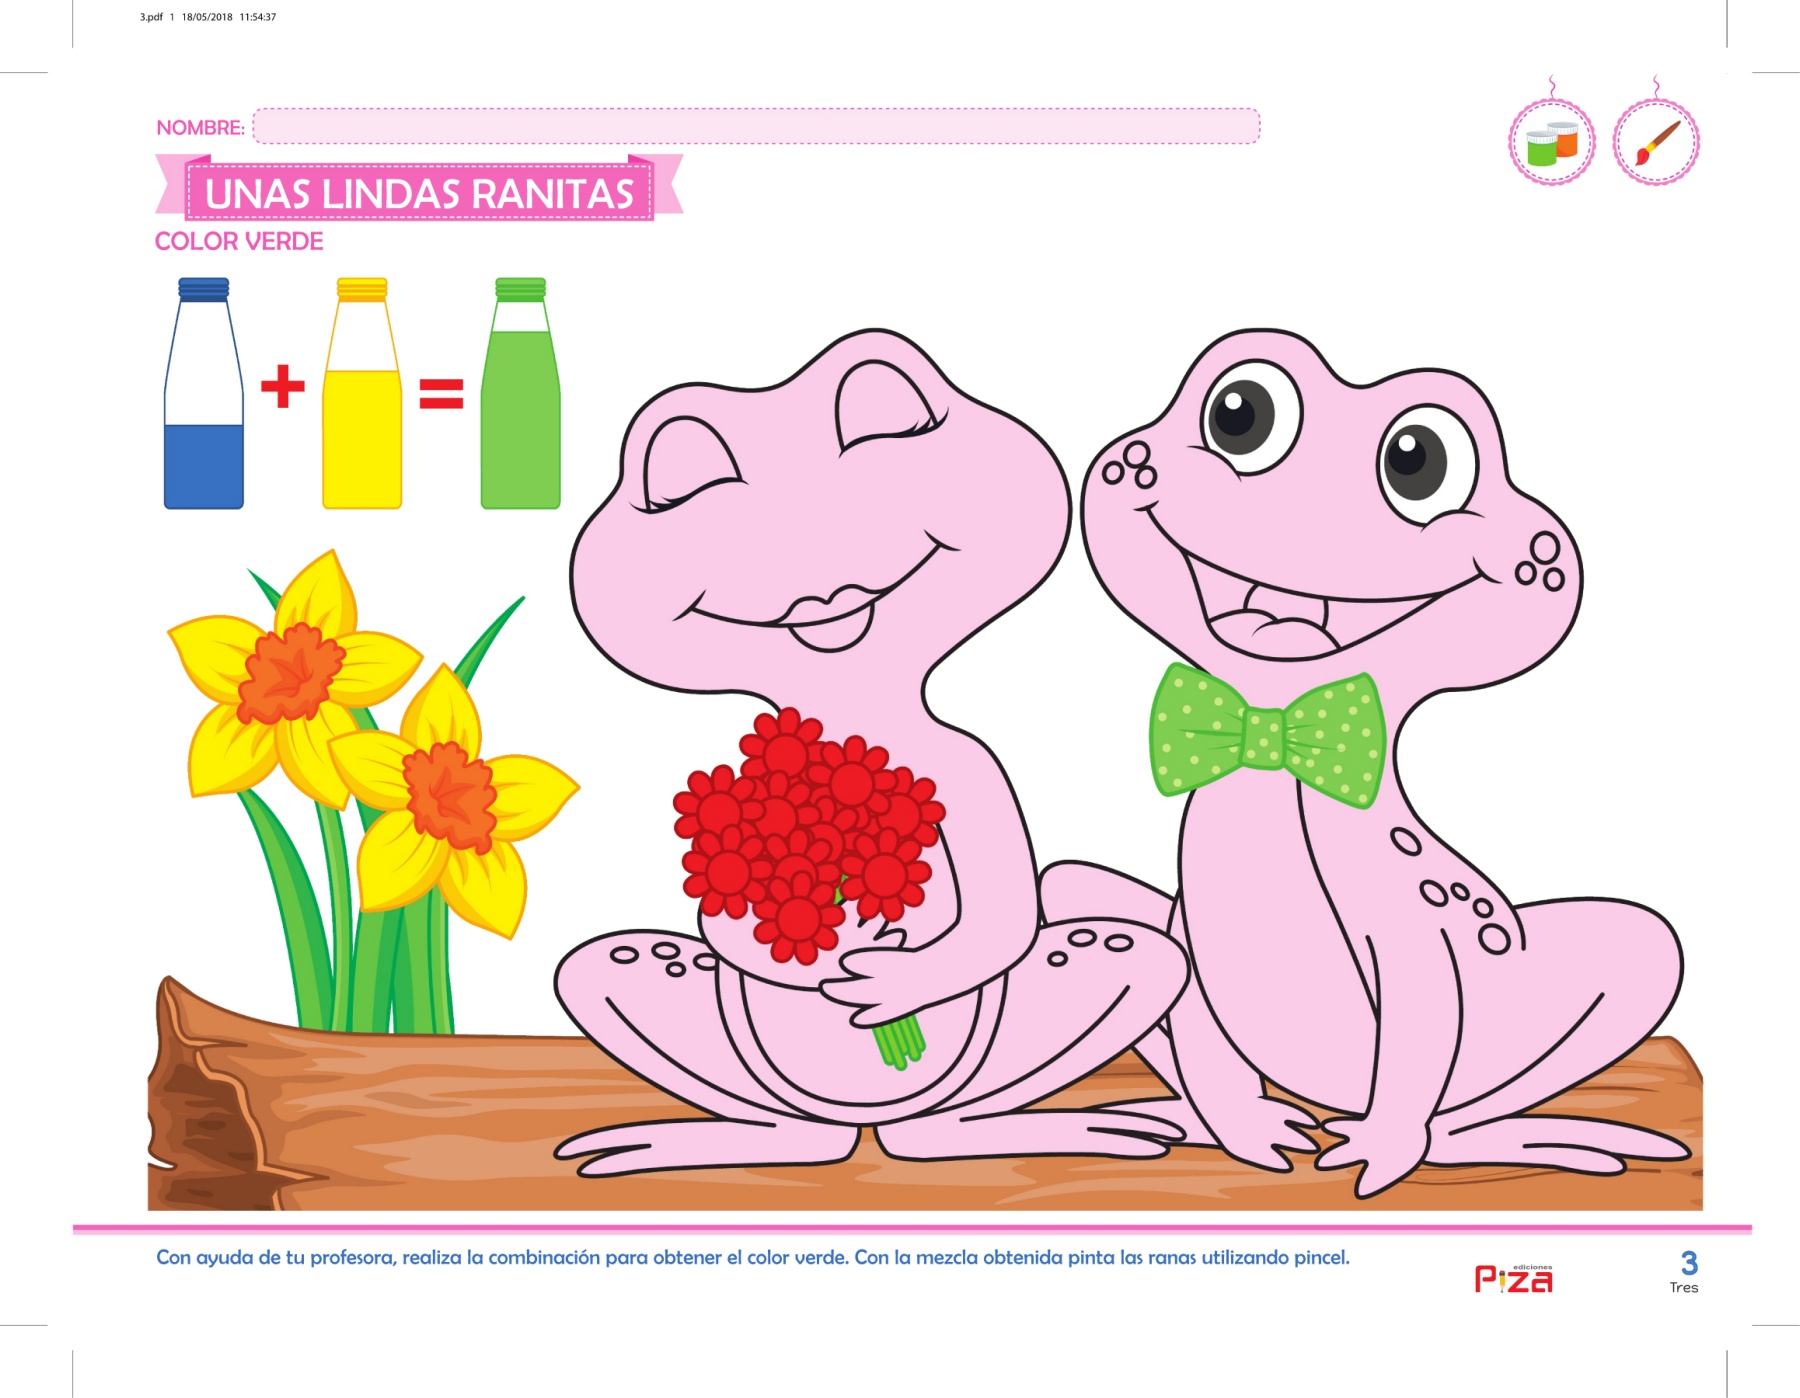 3.pdf 1 18/05/2018 11:54:37
NOMBRE:
UNAS LINDAS RANITAS
COLOR VERDE
+ =
Con ayuda de tu profesora, realiza la combinación para obtener el color verde. Con la mezcla obtenida pinta las ranas utilizando pincel.
ediciones
Piza
3
Tres